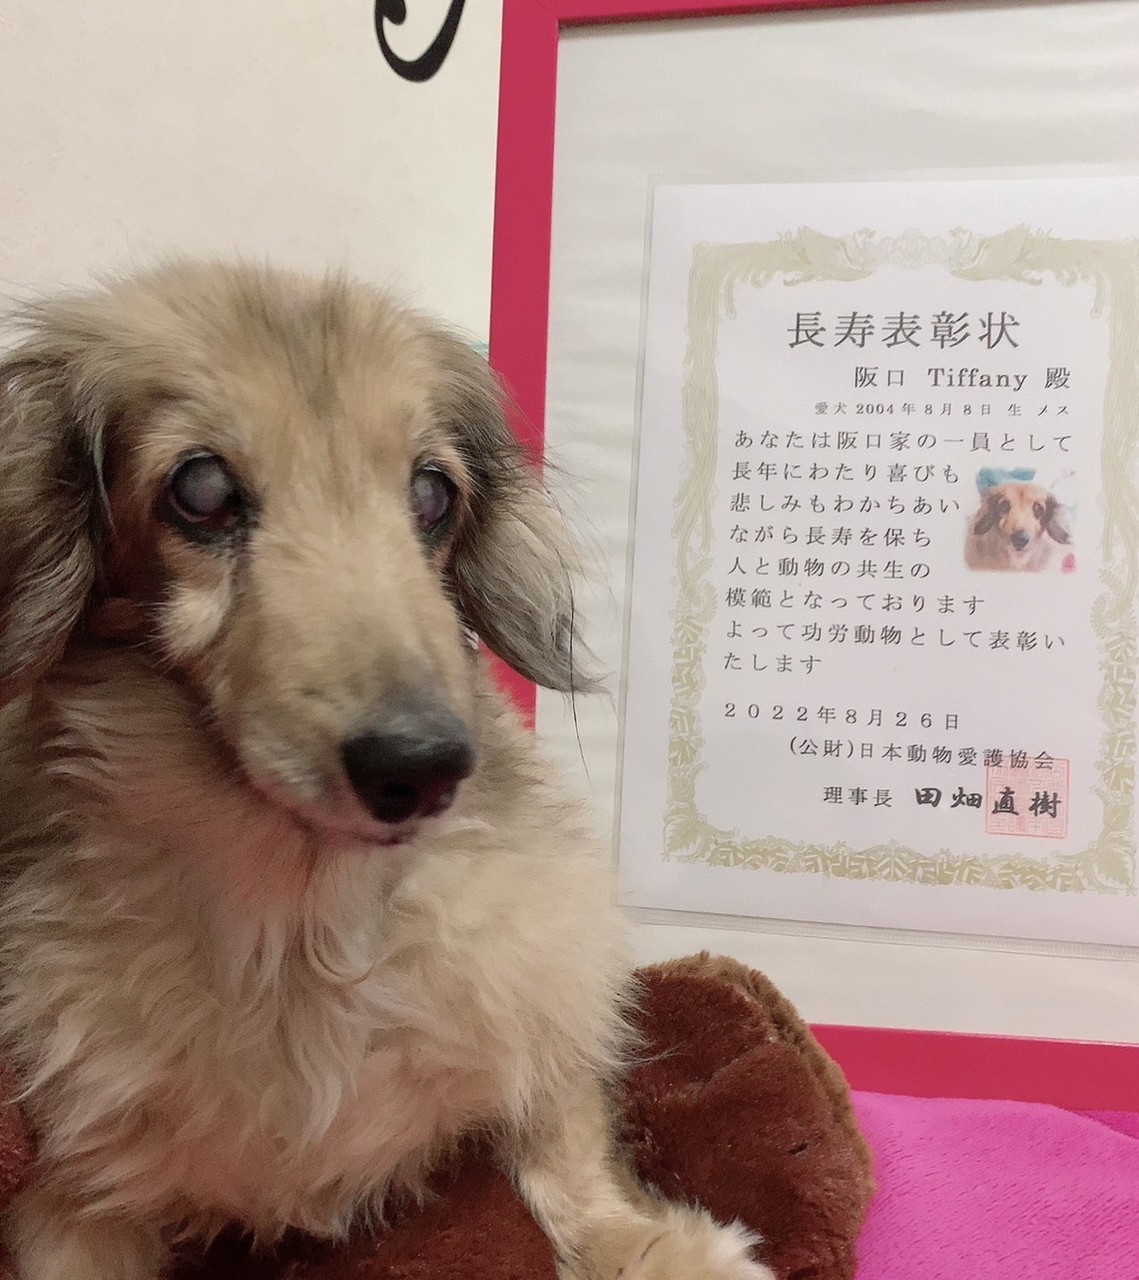 長寿表彰状
阪口 Tiffany 殿
愛犬2004年8月8日 生 メス
あなたは阪口家の一員として
長年にわたり喜びも
悲しみもわかちあい
ながら長寿を保ち
人と動物の共生の
模範となっております
よって功労動物として表彰い
たします
2022年8月26日
(公財)日本動物愛護協会
理事長 田畑直樹